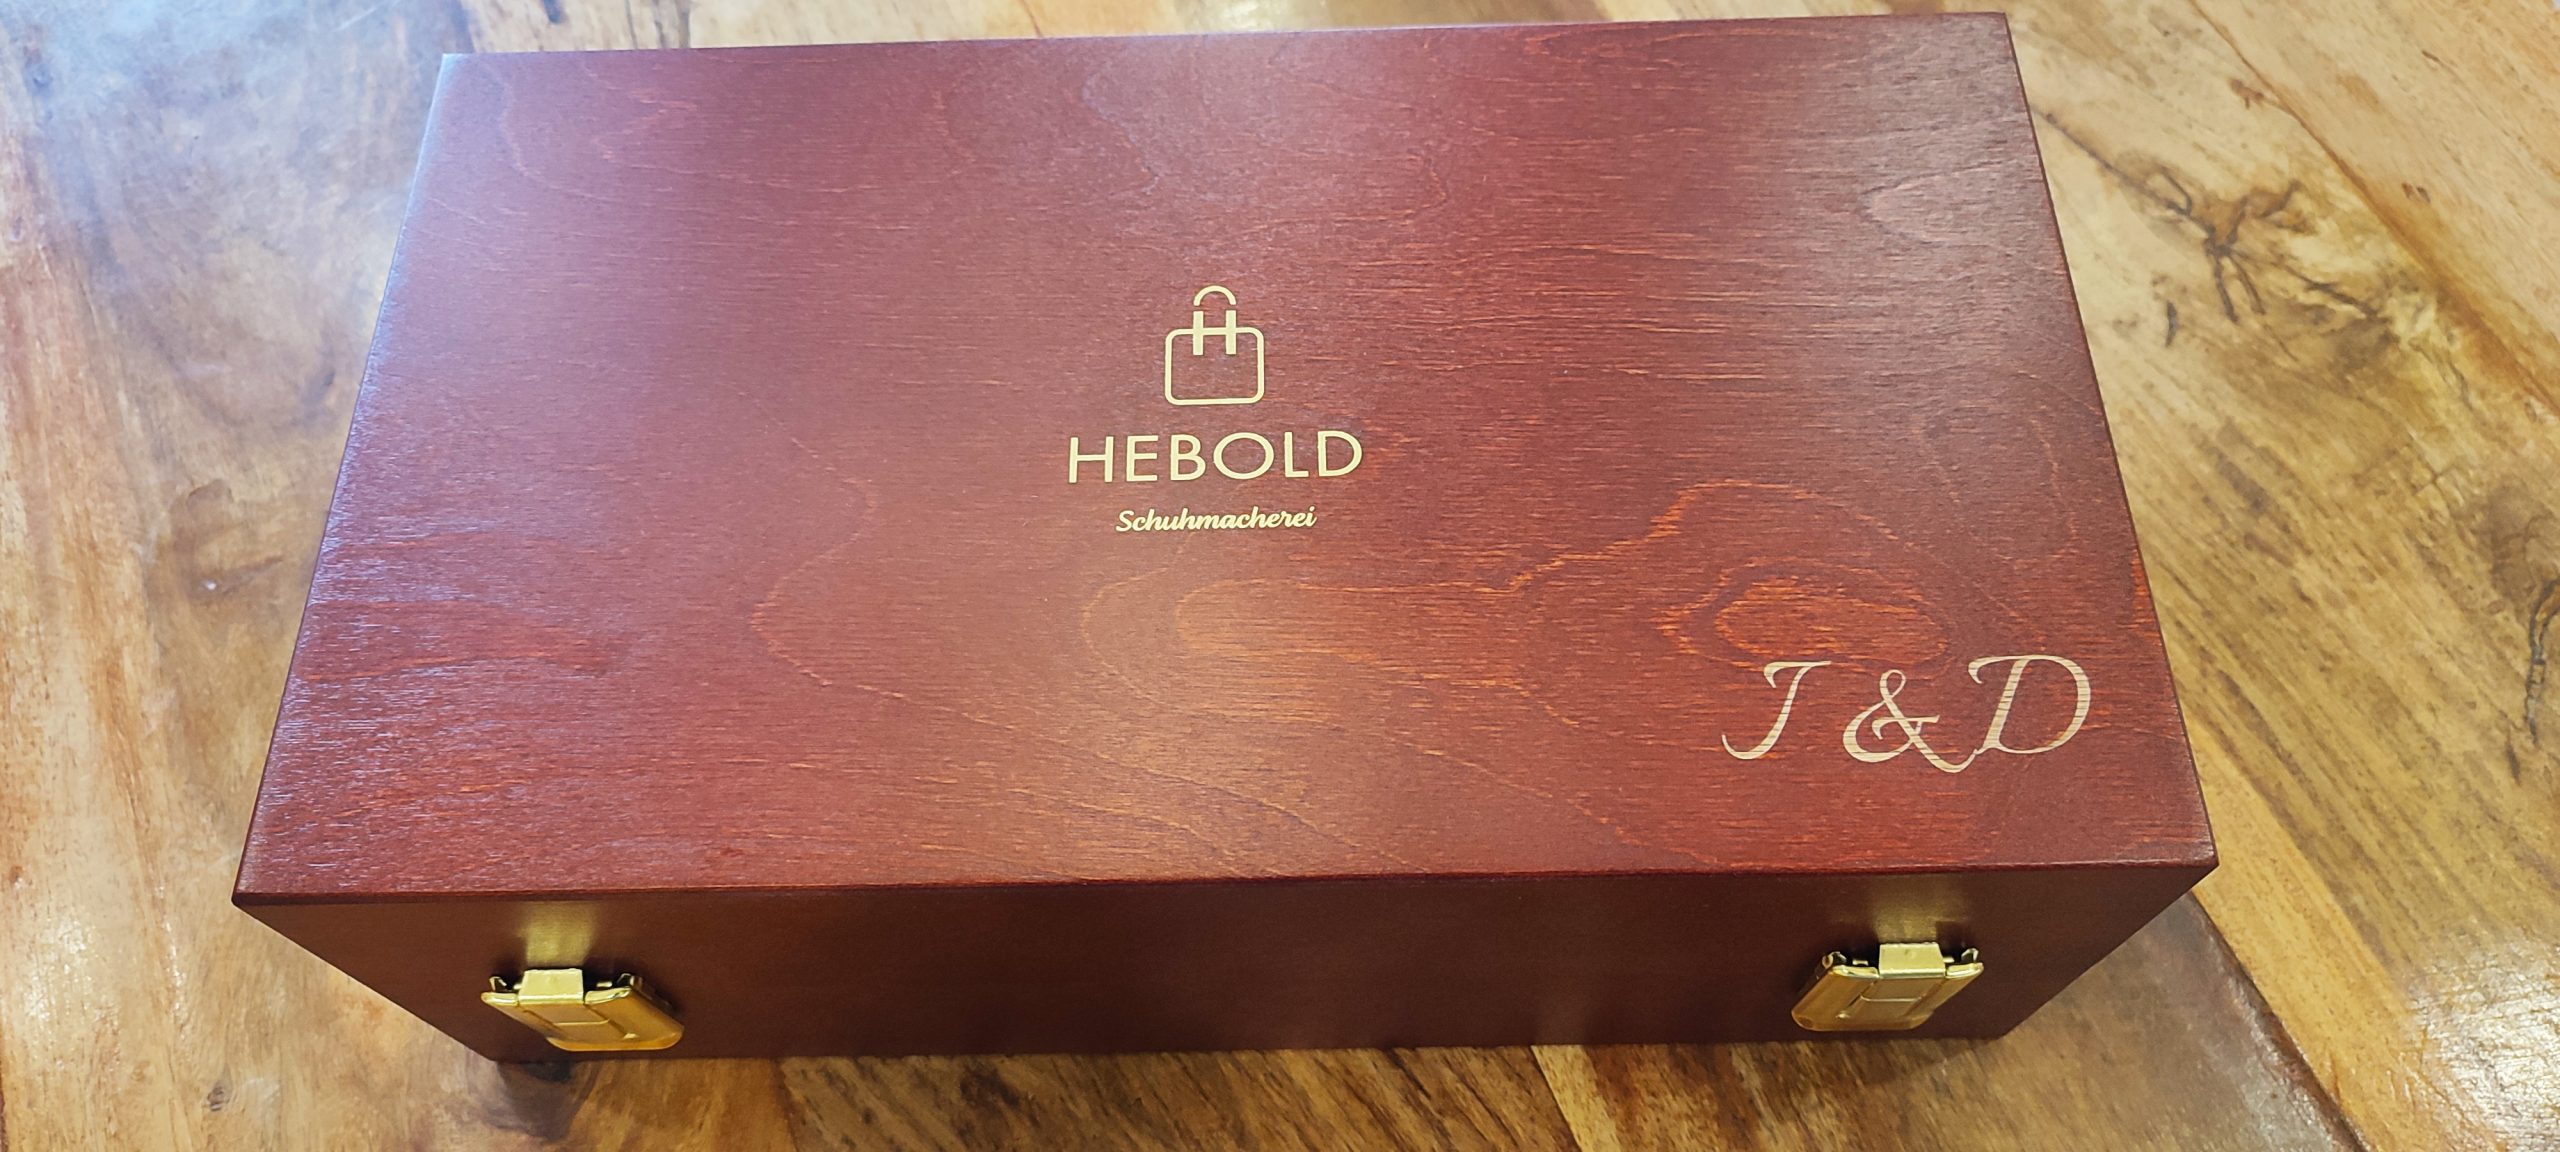 H
HEBOLD
Schuhmacherei
J & D